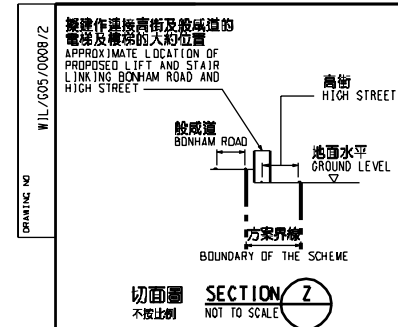 擬建作連接高街及般咸道的
電梯及樓梯的大約位置
APPROXIMATE LOCATION OF
PROPOSED LIFT AND STAIR
LINKING BONHAM ROAD AND
HIGH STREET
高街
HIGH STREET
般咸道
BONHAM ROAD
地面水平
GROUND LEVEL
方案界線
BOUNDARY OF THE SCHEME
切面圖
不按比例
SECTION Z
NOT TO SCALE
DRAWING NO
WIL/G05/0008/2